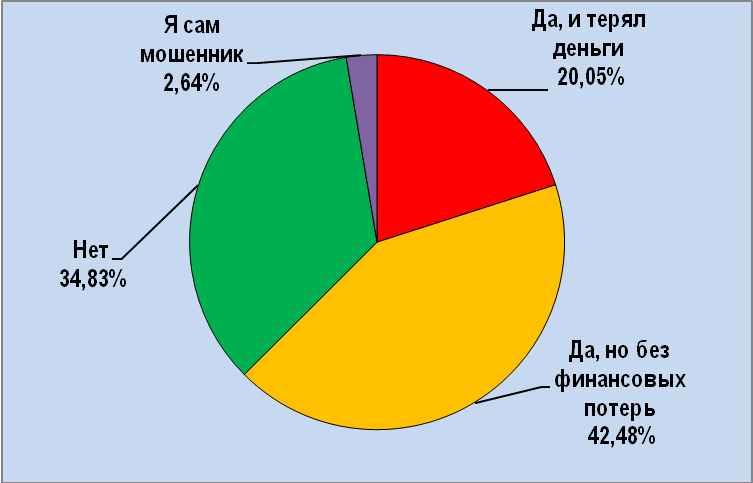 Я сам
мошенник
2,64%
Да, и терял
деньги
20,05%
Нет
34,83%
Да, но без
финансовых
потерь
42,48%